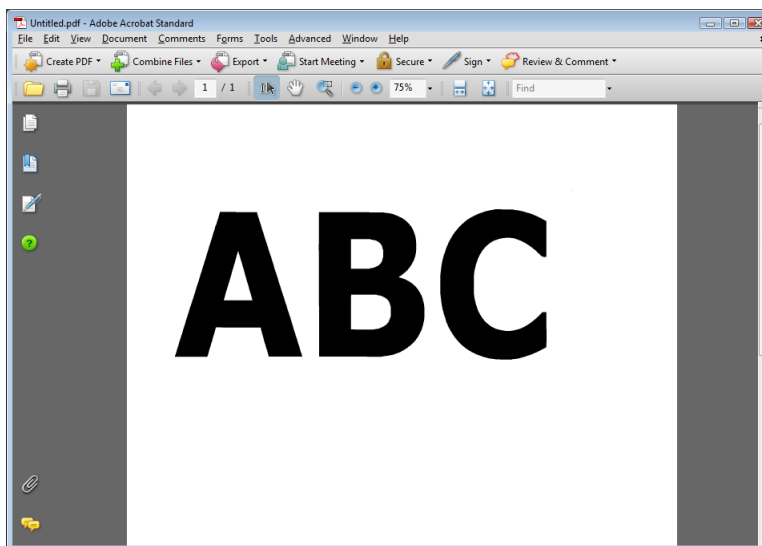 Untitled.pdf - Adobe Acrobat Standard
File Edit View Document Comments Forms Tools Advanced Window Help
Create PDF Combine Files Export Start Meeting Secure Sign Review & Comment
1 / 1 75% Find
ABC